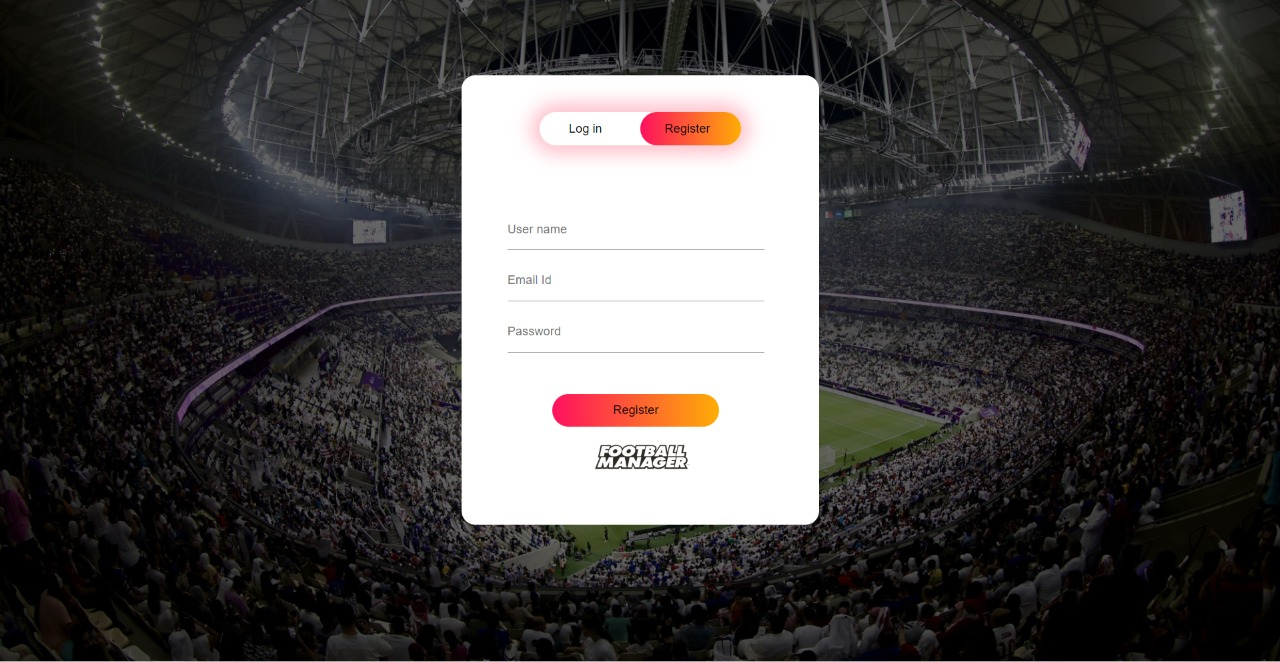 Log in
Register
User name
Email Id
Password
Register
FOOTBALL
MANAGER